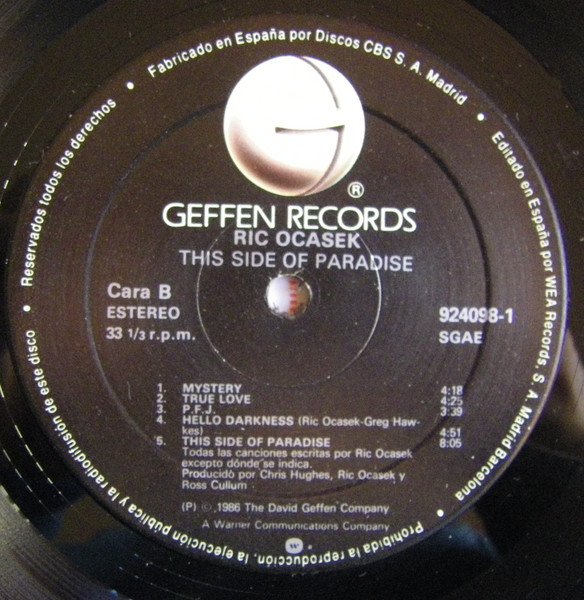 Fabricado en España por Discos CBS S. A. Madrid
• Editado en España por WEA Records, S. A. Madrid Barcelona
• Prohibida la reproducción, la ejecución pública y la radiodifusión de este disco
• Reservados todos los derechos •
G
®
GEFFEN RECORDS
RIC OCASEK
THIS SIDE OF PARADISE
Cara B
ESTEREO
33 1/3 r.p.m.
924098-1
SGAE
1. MYSTERY 4:18
2. TRUE LOVE 4:25
3. P.F.J. 3:39
4. HELLO DARKNESS (Ric Ocasek-Greg Haw-
kes) 4:51
5. THIS SIDE OF PARADISE 8:05
Todas las canciones escritas por Ric Ocasek
excepto dónde se indica.
Producido por Chris Hughes, Ric Ocasek y
Ross Cullum
(P) ©, 1986 The David Geffen Company
A Warner Communications Company